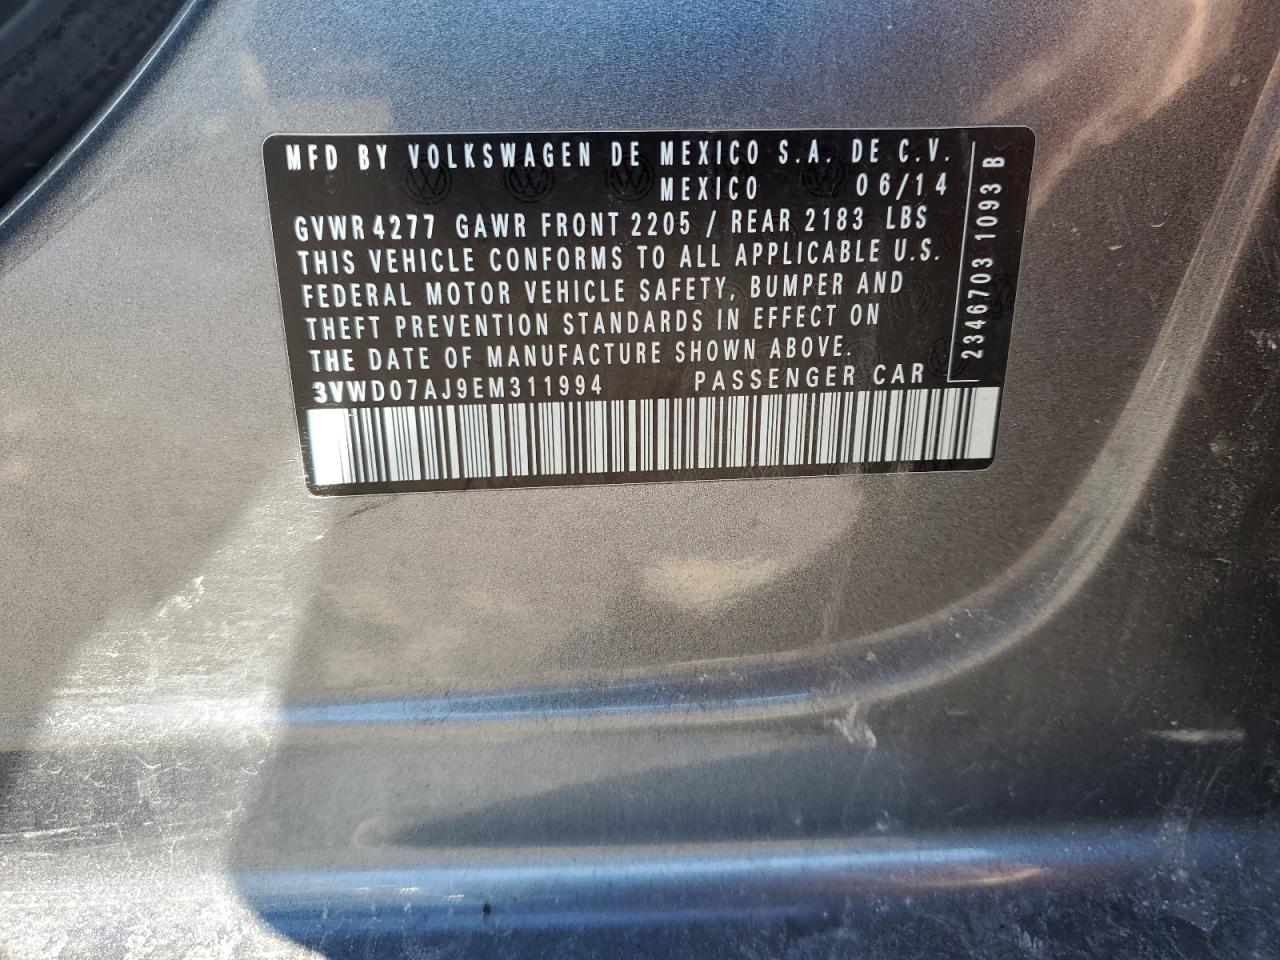 MFD BY VOLKSWAGEN DE MEXICO S.A. DE C.V.
MEXICO 06/14
GVWR 4277 GAWR FRONT 2205 / REAR 2183 LBS
THIS VEHICLE CONFORMS TO ALL APPLICABLE U.S.
FEDERAL MOTOR VEHICLE SAFETY, BUMPER AND
THEFT PREVENTION STANDARDS IN EFFECT ON
THE DATE OF MANUFACTURE SHOWN ABOVE.
3VWD07AJ9EM311994 PASSENGER CAR
2346703 1093 B